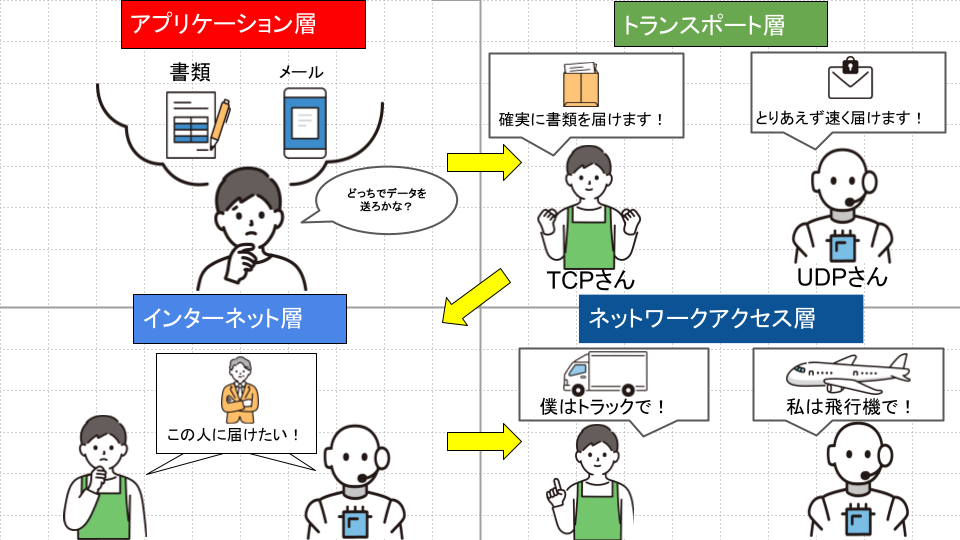 アプリケーション層
書類
メール
どっちでデータを
送ろかな？
トランスポート層
確実に書類を届けます！
とりあえず速く届けます！
TCPさん
UDPさん
インターネット層
この人に届けたい！
ネットワークアクセス層
僕はトラックで！
私は飛行機で！